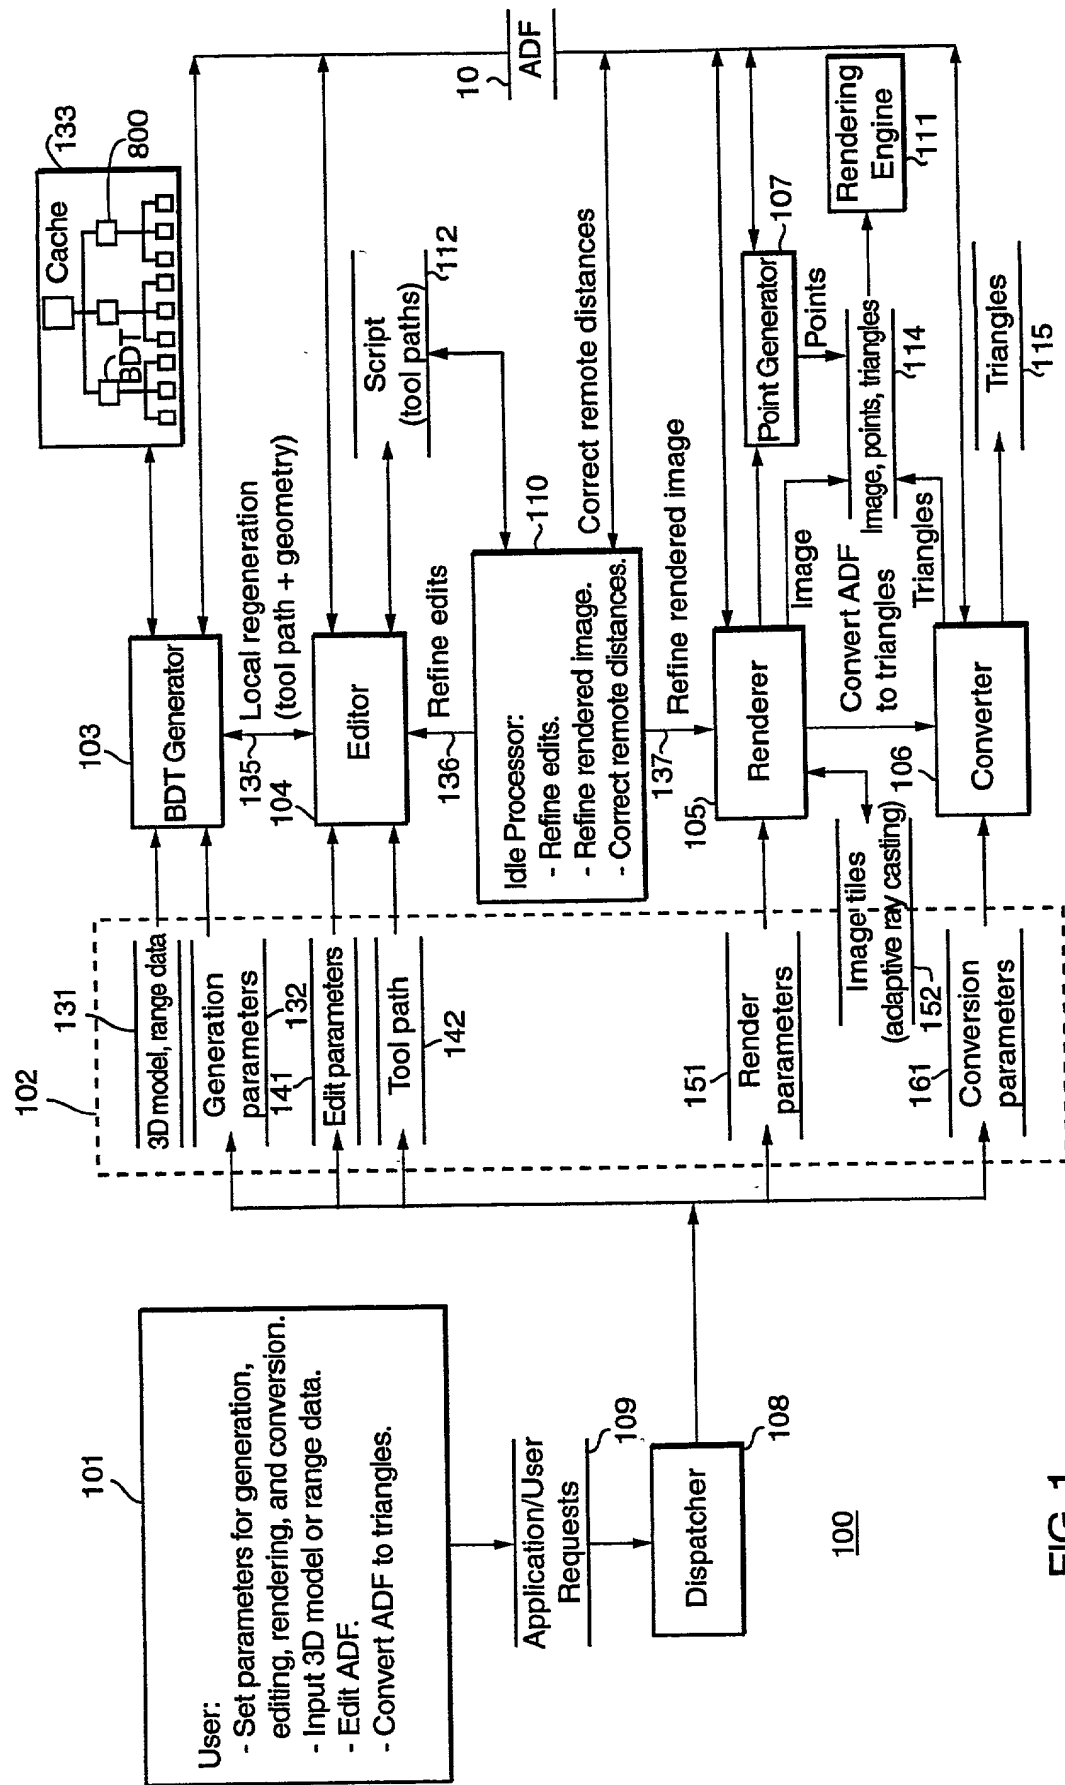 101
User:
- Set parameters for generation,
editing, rendering, and conversion.
- Input 3D model or range data.
- Edit ADF.
- Convert ADF to triangles.
Application/User
Requests
109
Dispatcher
108
100
102
131
3D model, range data
Generation
parameters
132
141
Edit parameters
Tool path
142
151
Render
parameters
Image tiles
(adaptive ray casting)
152
161
Conversion
parameters
103
BDT Generator
135
Local regeneration
(tool path + geometry)
104
Editor
136
Refine edits
110
Idle Processor:
- Refine edits.
- Refine rendered image.
- Correct remote distances.
137
Refine rendered image
105
Renderer
Convert ADF
to triangles
106
Converter
133
Cache
BDT
800
Script
(tool paths)
112
Correct remote distances
10
ADF
107
Point Generator
Points
Image
Image, points, triangles
114
Triangles
Rendering
Engine
111
Triangles
115
FIG. 1